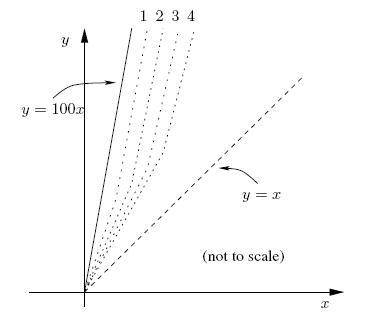 1 2 3 4
y
y = 100x
y = x
(not to scale)
x